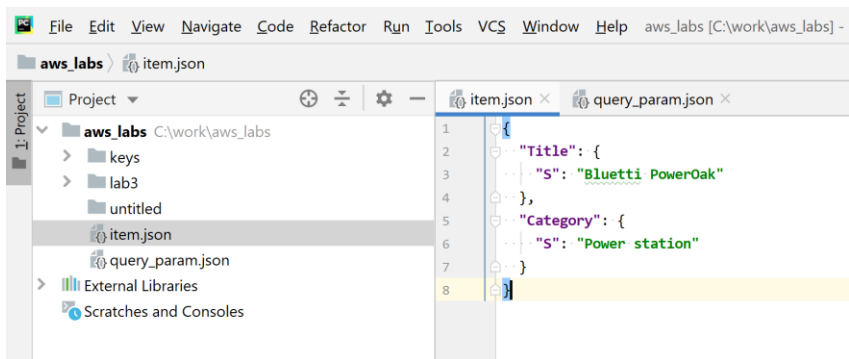 PC File Edit View Navigate Code Refactor Run Tools VCS Window Help aws_labs [C:\work\aws_labs] -
aws_labs item.json
1: Project
Project
item.json
query_param.json
aws_labs C:\work\aws_labs
keys
lab3
untitled
item.json
query_param.json
External Libraries
Scratches and Consoles
1 {
2 "Title": {
3 "S": "Bluetti PowerOak"
4 },
5 "Category": {
6 "S": "Power station"
7 }
8 }